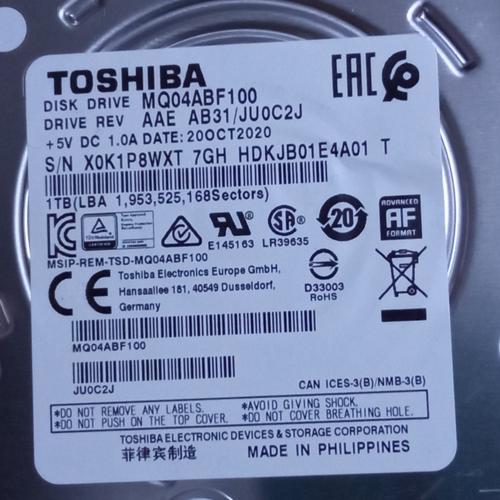 TOSHIBA
EAC
DISK DRIVE MQ04ABF100
DRIVE REV AAE AB31/JU0C2J
+5V DC 1.0A DATE: 20OCT2020
S/N X0K1P8WXT 7GH HDKJB01E4A01 T
1TB(LBA 1,953,525,168Sectors)
E145163 LR39635
20
ADVANCED
AF
FORMAT
MSIP-REM-TSD-MQ04ABF100
CE
Toshiba Electronics Europe GmbH,
Hansaallee 181, 40549 Dusseldorf,
Germany
D33003
RoHS
MQ04ABF100
JU0C2J
CAN ICES-3(B)/NMB-3(B)
*DO NOT REMOVE ANY LABELS. *AVOID GIVING SHOCK.
*DO NOT PUSH ON THE TOP COVER. *DO NOT COVER BREATHING HOLE.
TOSHIBA ELECTRONIC DEVICES & STORAGE CORPORATION
菲律宾制造 MADE IN PHILIPPINES